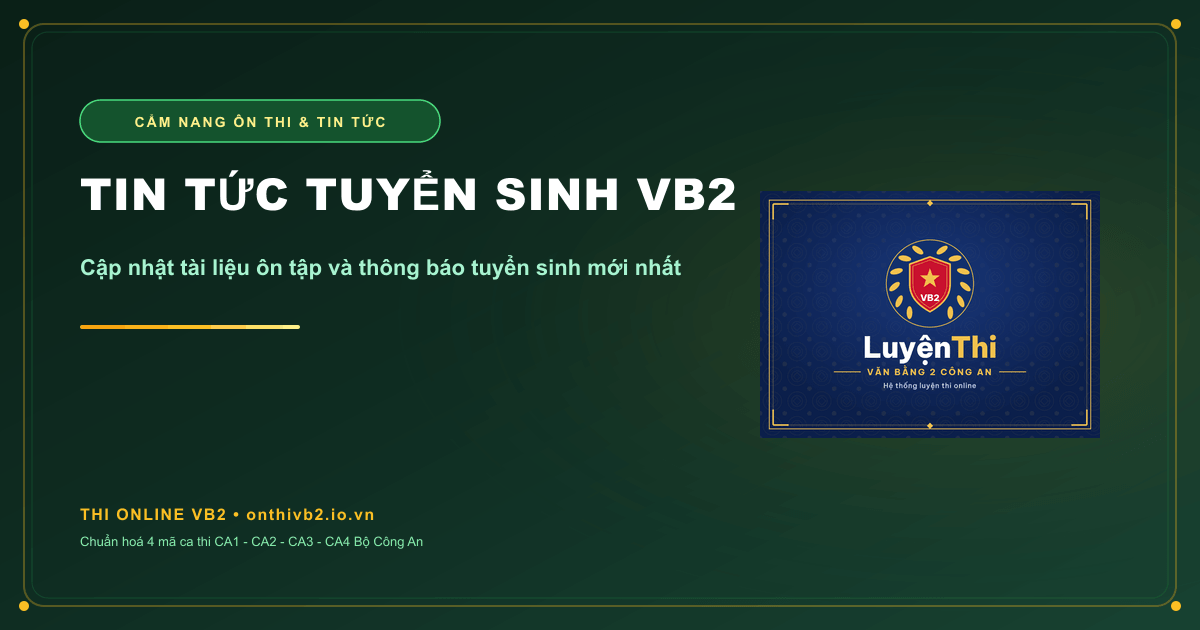 CẨM NANG ÔN THI & TIN TỨC
TIN TỨC TUYỂN SINH VB2
Cập nhật tài liệu ôn tập và thông báo tuyển sinh mới nhất
VB2
LuyệnThi
VĂN BẰNG 2 CÔNG AN
Hệ thống luyện thi online
THI ONLINE VB2 • onthivb2.io.vn
Chuẩn hoá 4 mã ca thi CA1 - CA2 - CA3 - CA4 Bộ Công An